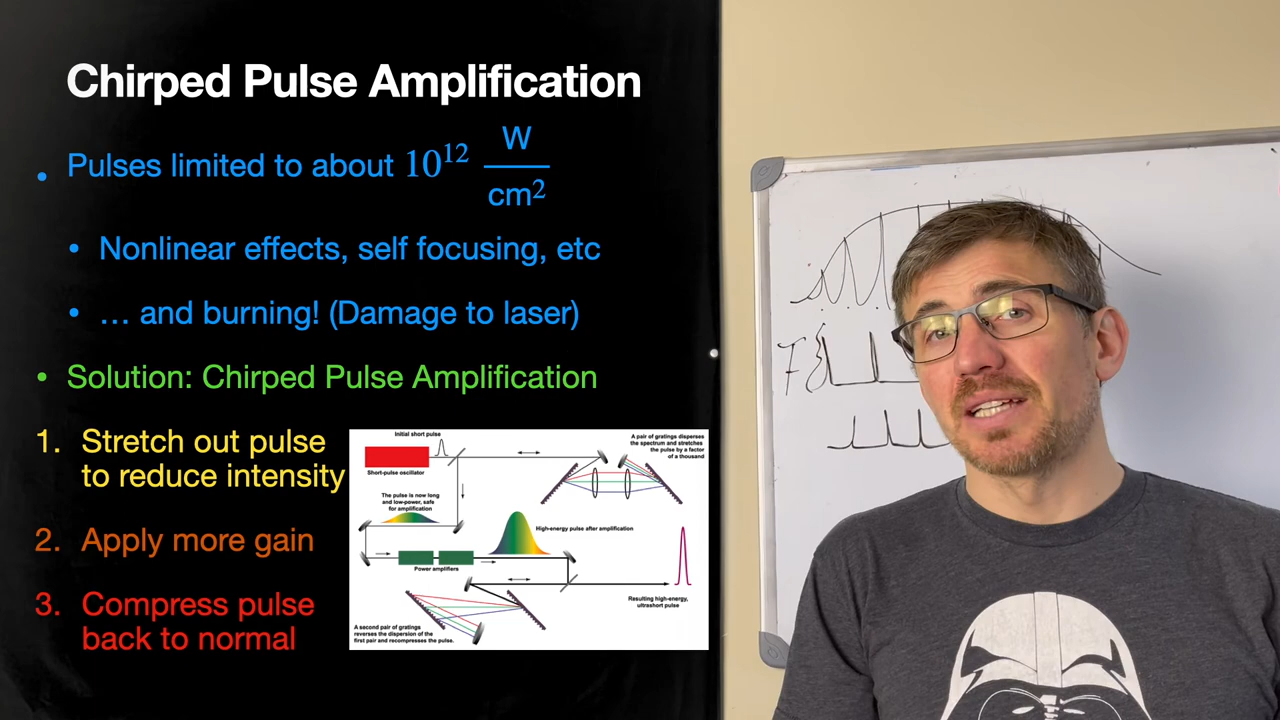 Chirped Pulse Amplification
• Pulses limited to about 10¹² W/cm²
• Nonlinear effects, self focusing, etc
• … and burning! (Damage to laser)
• Solution: Chirped Pulse Amplification
1. Stretch out pulse
to reduce intensity
2. Apply more gain
3. Compress pulse
back to normal
Initial short pulse
Short-pulse oscillator
A pair of gratings disperses
the spectrum and stretches
the pulse by a factor
of a thousand
The pulse is now long
and low-power, safe
for amplification
High-energy pulse after amplification
Power amplifiers
Resulting high-energy,
ultrashort pulse
A second pair of gratings
reverses the dispersion of the
first pair and recompresses the pulse.
F